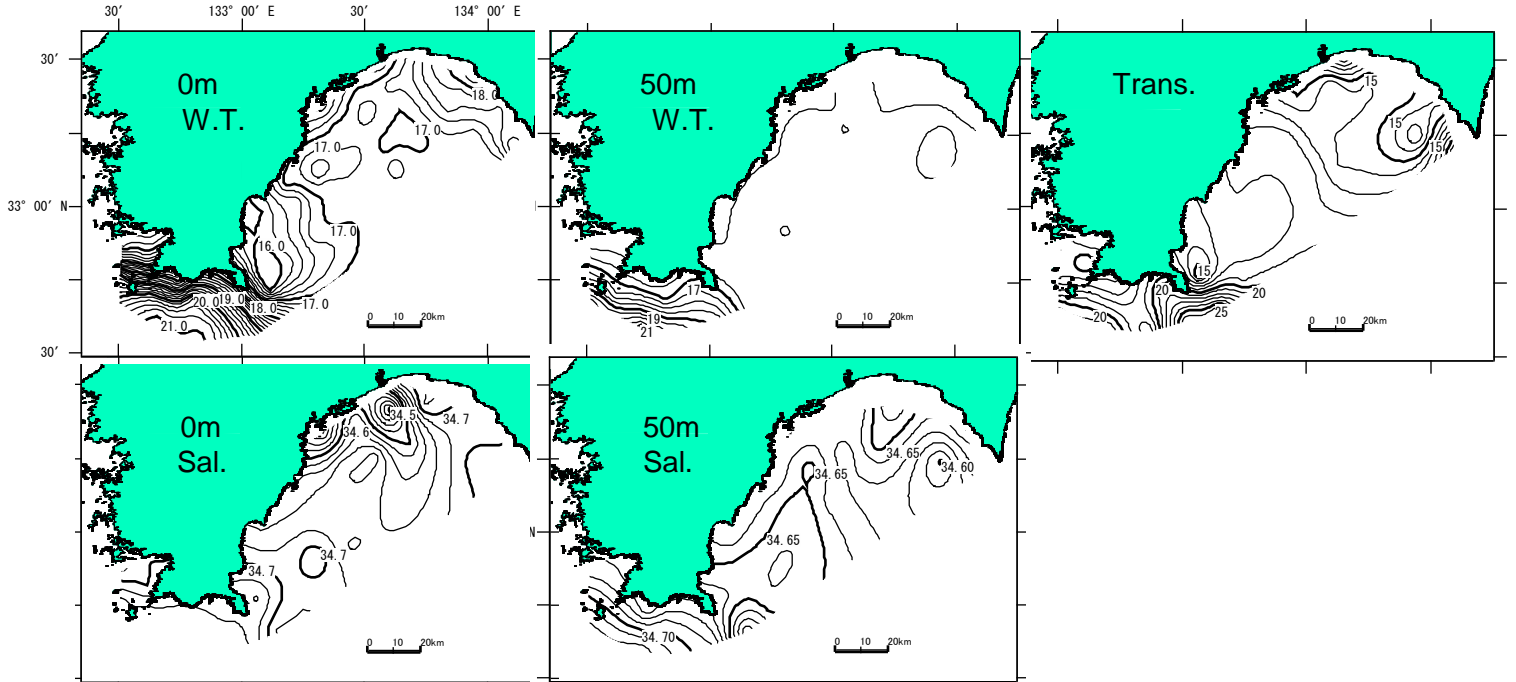 30′ 133° 00′ E 30′ 134° 00′ E
30′
33° 00′ N
30′
0m
W.T.
18.0
17.0
17.0
17.0
16.0
20.0
19.0
18.0
17.0
21.0
0 10 20km
50m
W.T.
17
19
21
0 10 20km
Trans.
15
15
15
15
20
20
20
25
0 10 20km
0m
Sal.
34.5
34.7
34.6
34.7
34.7
0 10 20km
50m
Sal.
34.65
34.60
34.65
34.65
34.70
N
0 10 20km